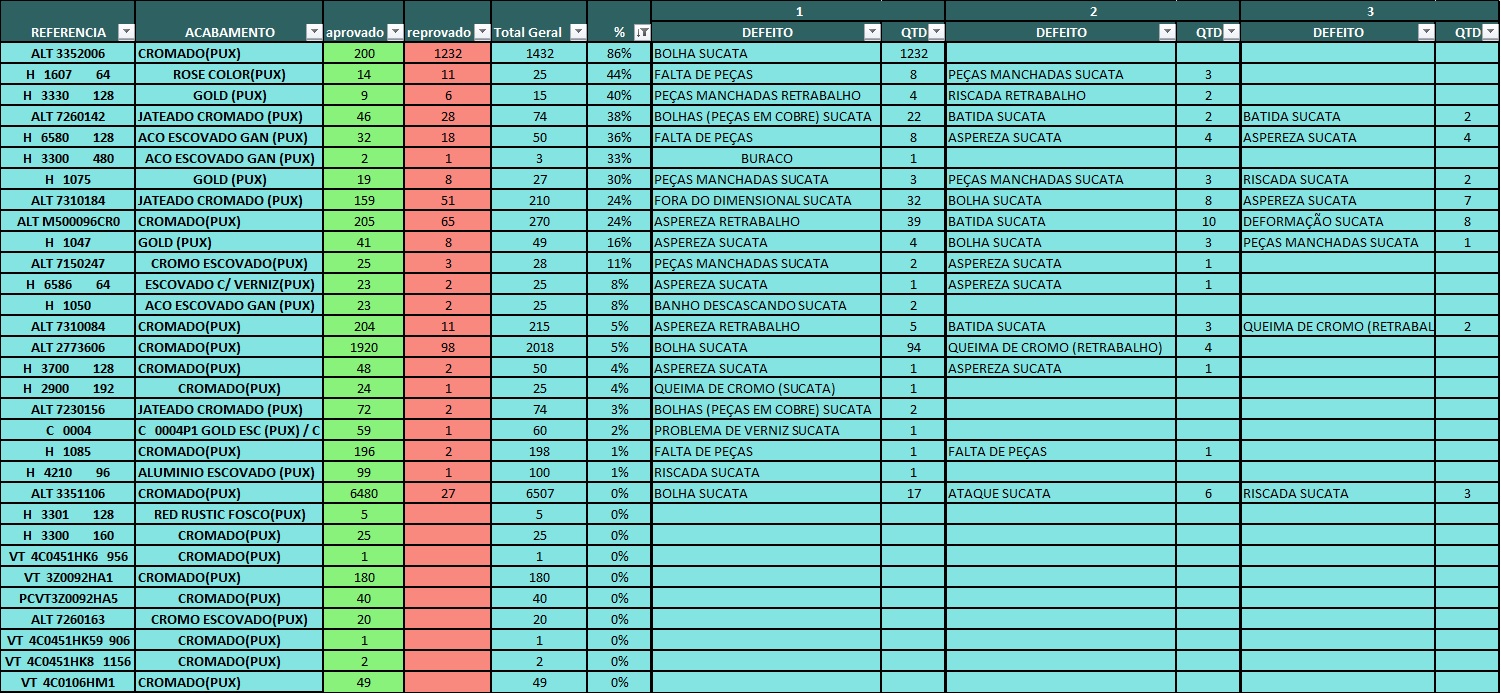 1 2 3
REFERENCIA ACABAMENTO aprovado reprovado Total Geral % DEFEITO QTD DEFEITO QTD DEFEITO QTD
ALT 3352006 CROMADO(PUX) 200 1232 1432 86% BOLHA SUCATA 1232
H 1607 64 ROSE COLOR(PUX) 14 11 25 44% FALTA DE PEÇAS 8 PEÇAS MANCHADAS SUCATA 3
H 3330 128 GOLD (PUX) 9 6 15 40% PEÇAS MANCHADAS RETRABALHO 4 RISCADA RETRABALHO 2
ALT 7260142 JATEADO CROMADO (PUX) 46 28 74 38% BOLHAS (PEÇAS EM COBRE) SUCATA 22 BATIDA SUCATA 2 BATIDA SUCATA 2
H 6580 128 ACO ESCOVADO GAN (PUX) 32 18 50 36% FALTA DE PEÇAS 8 ASPEREZA SUCATA 4 ASPEREZA SUCATA 4
H 3300 480 ACO ESCOVADO GAN (PUX) 2 1 3 33% BURACO 1
H 1075 GOLD (PUX) 19 8 27 30% PEÇAS MANCHADAS SUCATA 3 PEÇAS MANCHADAS SUCATA 3 RISCADA SUCATA 2
ALT 7310184 JATEADO CROMADO (PUX) 159 51 210 24% FORA DO DIMENSIONAL SUCATA 32 BOLHA SUCATA 8 ASPEREZA SUCATA 7
ALT M500096CR0 CROMADO(PUX) 205 65 270 24% ASPEREZA RETRABALHO 39 BATIDA SUCATA 10 DEFORMAÇÃO SUCATA 8
H 1047 GOLD (PUX) 41 8 49 16% ASPEREZA SUCATA 4 BOLHA SUCATA 3 PEÇAS MANCHADAS SUCATA 1
ALT 7150247 CROMO ESCOVADO(PUX) 25 3 28 11% PEÇAS MANCHADAS SUCATA 2 ASPEREZA SUCATA 1
H 6586 64 ESCOVADO C/ VERNIZ(PUX) 23 2 25 8% ASPEREZA SUCATA 1 ASPEREZA SUCATA 1
H 1050 ACO ESCOVADO GAN (PUX) 23 2 25 8% BANHO DESCASCANDO SUCATA 2
ALT 7310084 CROMADO(PUX) 204 11 215 5% ASPEREZA RETRABALHO 5 BATIDA SUCATA 3 QUEIMA DE CROMO (RETRABAL 2
ALT 2773606 CROMADO(PUX) 1920 98 2018 5% BOLHA SUCATA 94 QUEIMA DE CROMO (RETRABALHO) 4
H 3700 128 CROMADO(PUX) 48 2 50 4% ASPEREZA SUCATA 1 ASPEREZA SUCATA 1
H 2900 192 CROMADO(PUX) 24 1 25 4% QUEIMA DE CROMO (SUCATA) 1
ALT 7230156 JATEADO CROMADO (PUX) 72 2 74 3% BOLHAS (PEÇAS EM COBRE) SUCATA 2
C 0004 C 0004P1 GOLD ESC (PUX) / C 59 1 60 2% PROBLEMA DE VERNIZ SUCATA 1
H 1085 CROMADO(PUX) 196 2 198 1% FALTA DE PEÇAS 1 FALTA DE PEÇAS 1
H 4210 96 ALUMINIO ESCOVADO (PUX) 99 1 100 1% RISCADA SUCATA 1
ALT 3351106 CROMADO(PUX) 6480 27 6507 0% BOLHA SUCATA 17 ATAQUE SUCATA 6 RISCADA SUCATA 3
H 3301 128 RED RUSTIC FOSCO(PUX) 5 5 0%
H 3300 160 CROMADO(PUX) 25 25 0%
VT 4C0451HK6 956 CROMADO(PUX) 1 1 0%
VT 3Z0092HA1 CROMADO(PUX) 180 180 0%
PCVT3Z0092HA5 CROMADO(PUX) 40 40 0%
ALT 7260163 CROMO ESCOVADO(PUX) 20 20 0%
VT 4C0451HK59 906 CROMADO(PUX) 1 1 0%
VT 4C0451HK8 1156 CROMADO(PUX) 2 2 0%
VT 4C0106HM1 CROMADO(PUX) 49 49 0%